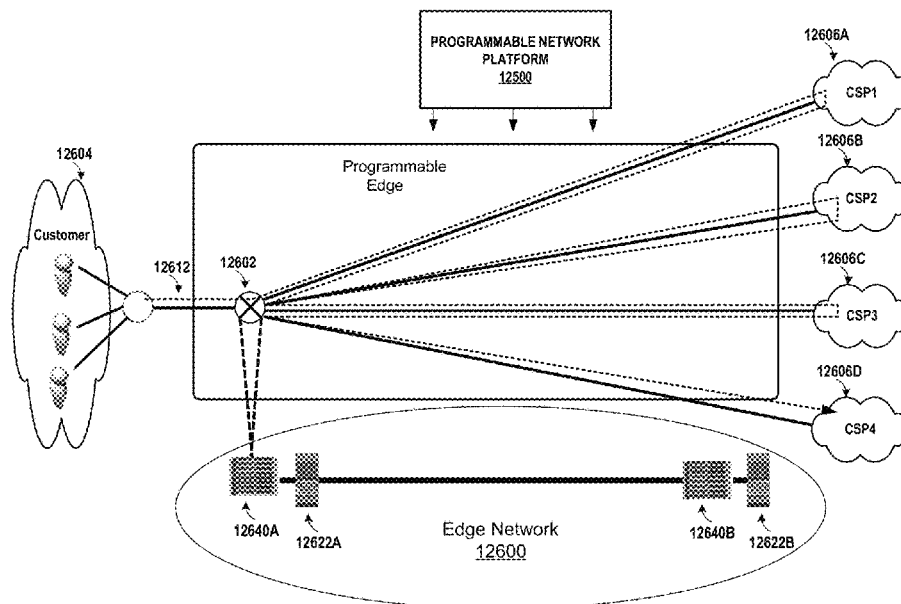 PROGRAMMABLE NETWORK
PLATFORM
12500
12606A
CSP1
12606B
CSP2
12604
Programmable
Edge
Customer
12612
12602
12606C
CSP3
12606D
CSP4
12640A
12622A
Edge Network
12600
12640B
12622B